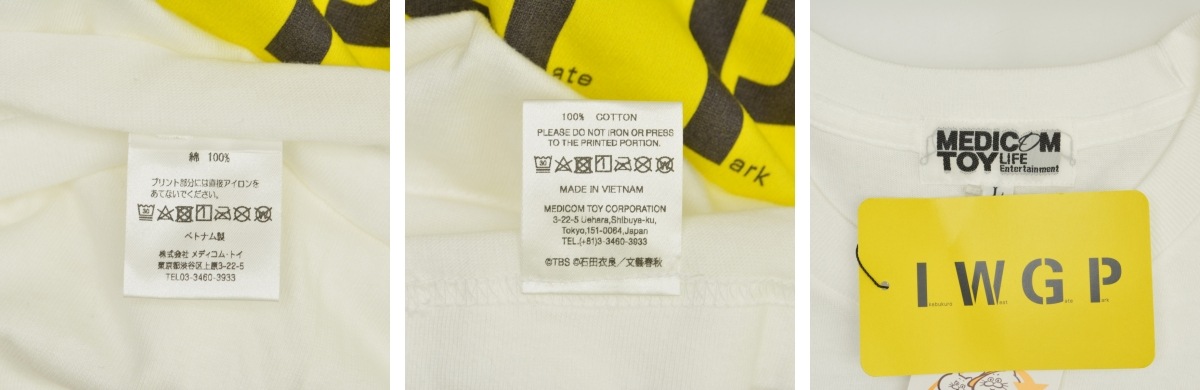 綿 100%
プリント部分には直接アイロンを
あてないでください。
ベトナム製
株式会社 メディコム・トイ
東京都渋谷区上原3-22-5
TEL03-3460-3933
ate
ark
100% COTTON
PLEASE DO NOT IRON OR PRESS
TO THE PRINTED PORTION.
MADE IN VIETNAM
MEDICOM TOY CORPORATION
3-22-5 Uehara,Shibuya-ku,
Tokyo,151-0064,Japan
TEL.(+81)3-3460-3933
©TBS ©石田衣良／文藝春秋
MEDICOM
TOY LIFE
Entertainment
L
I W G P
kebukuro est ate ark